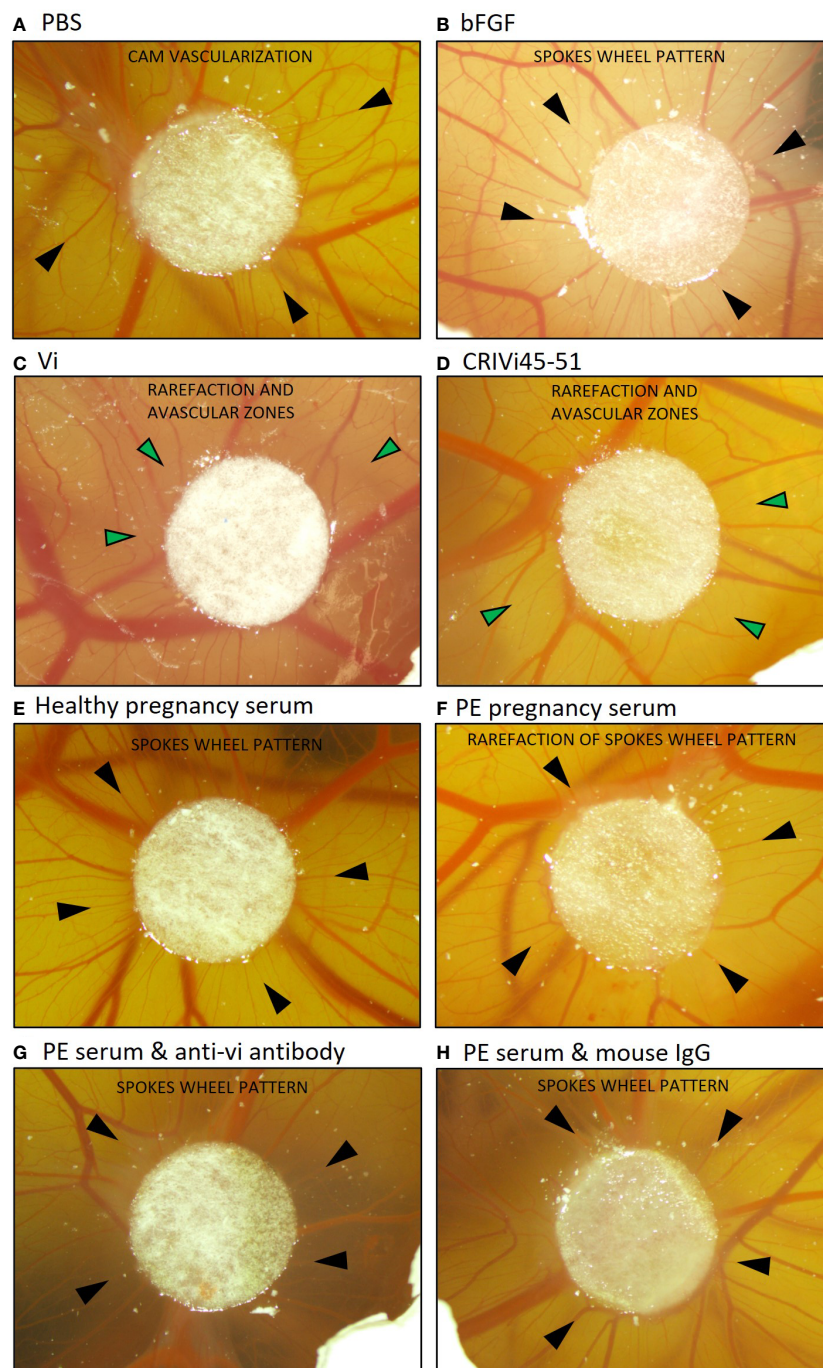 A PBS
CAM VASCULARIZATION
B bFGF
SPOKES WHEEL PATTERN
C Vi
RAREFACTION AND
AVASCULAR ZONES
D CRIVi45-51
RAREFACTION AND
AVASCULAR ZONES
E Healthy pregnancy serum
SPOKES WHEEL PATTERN
F PE pregnancy serum
RAREFACTION OF SPOKES WHEEL PATTERN
G PE serum & anti-vi antibody
SPOKES WHEEL PATTERN
H PE serum & mouse IgG
SPOKES WHEEL PATTERN